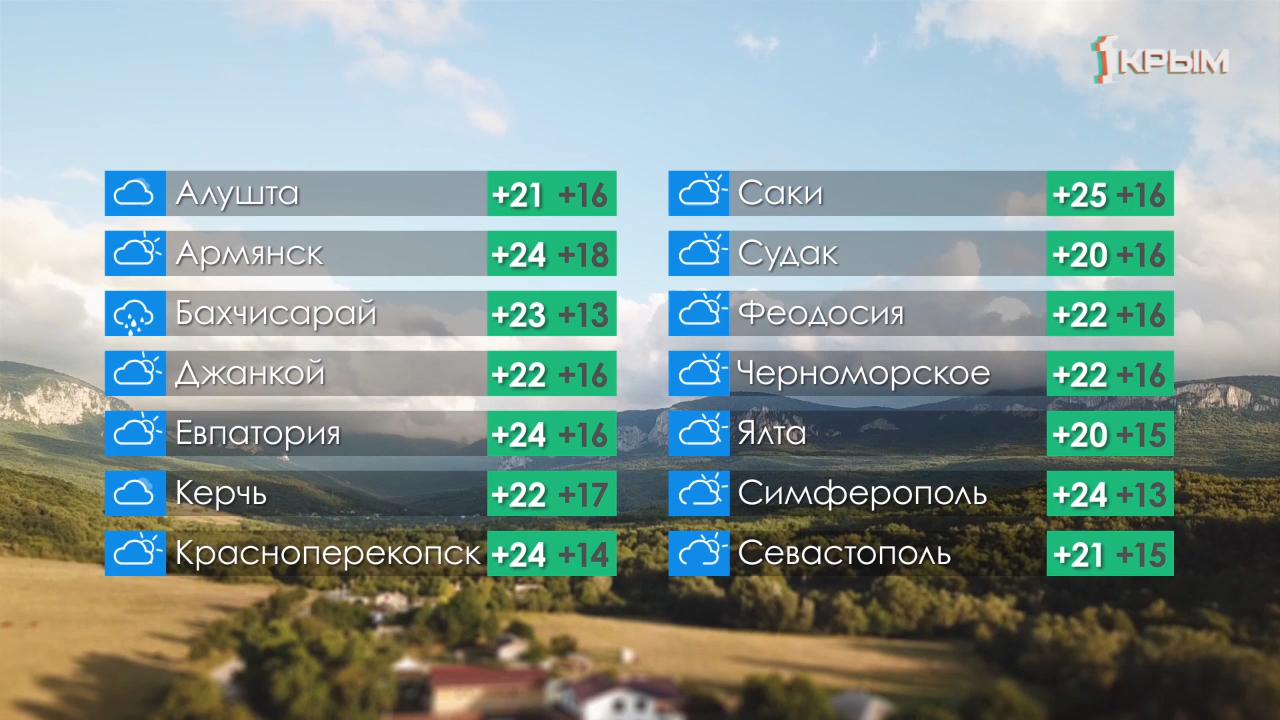 1 КРЫМ
Алушта +21 +16
Армянск +24 +18
Бахчисарай +23 +13
Джанкой +22 +16
Евпатория +24 +16
Керчь +22 +17
Красноперекопск +24 +14
Саки +25 +16
Судак +20 +16
Феодосия +22 +16
Черноморское +22 +16
Ялта +20 +15
Симферополь +24 +13
Севастополь +21 +15